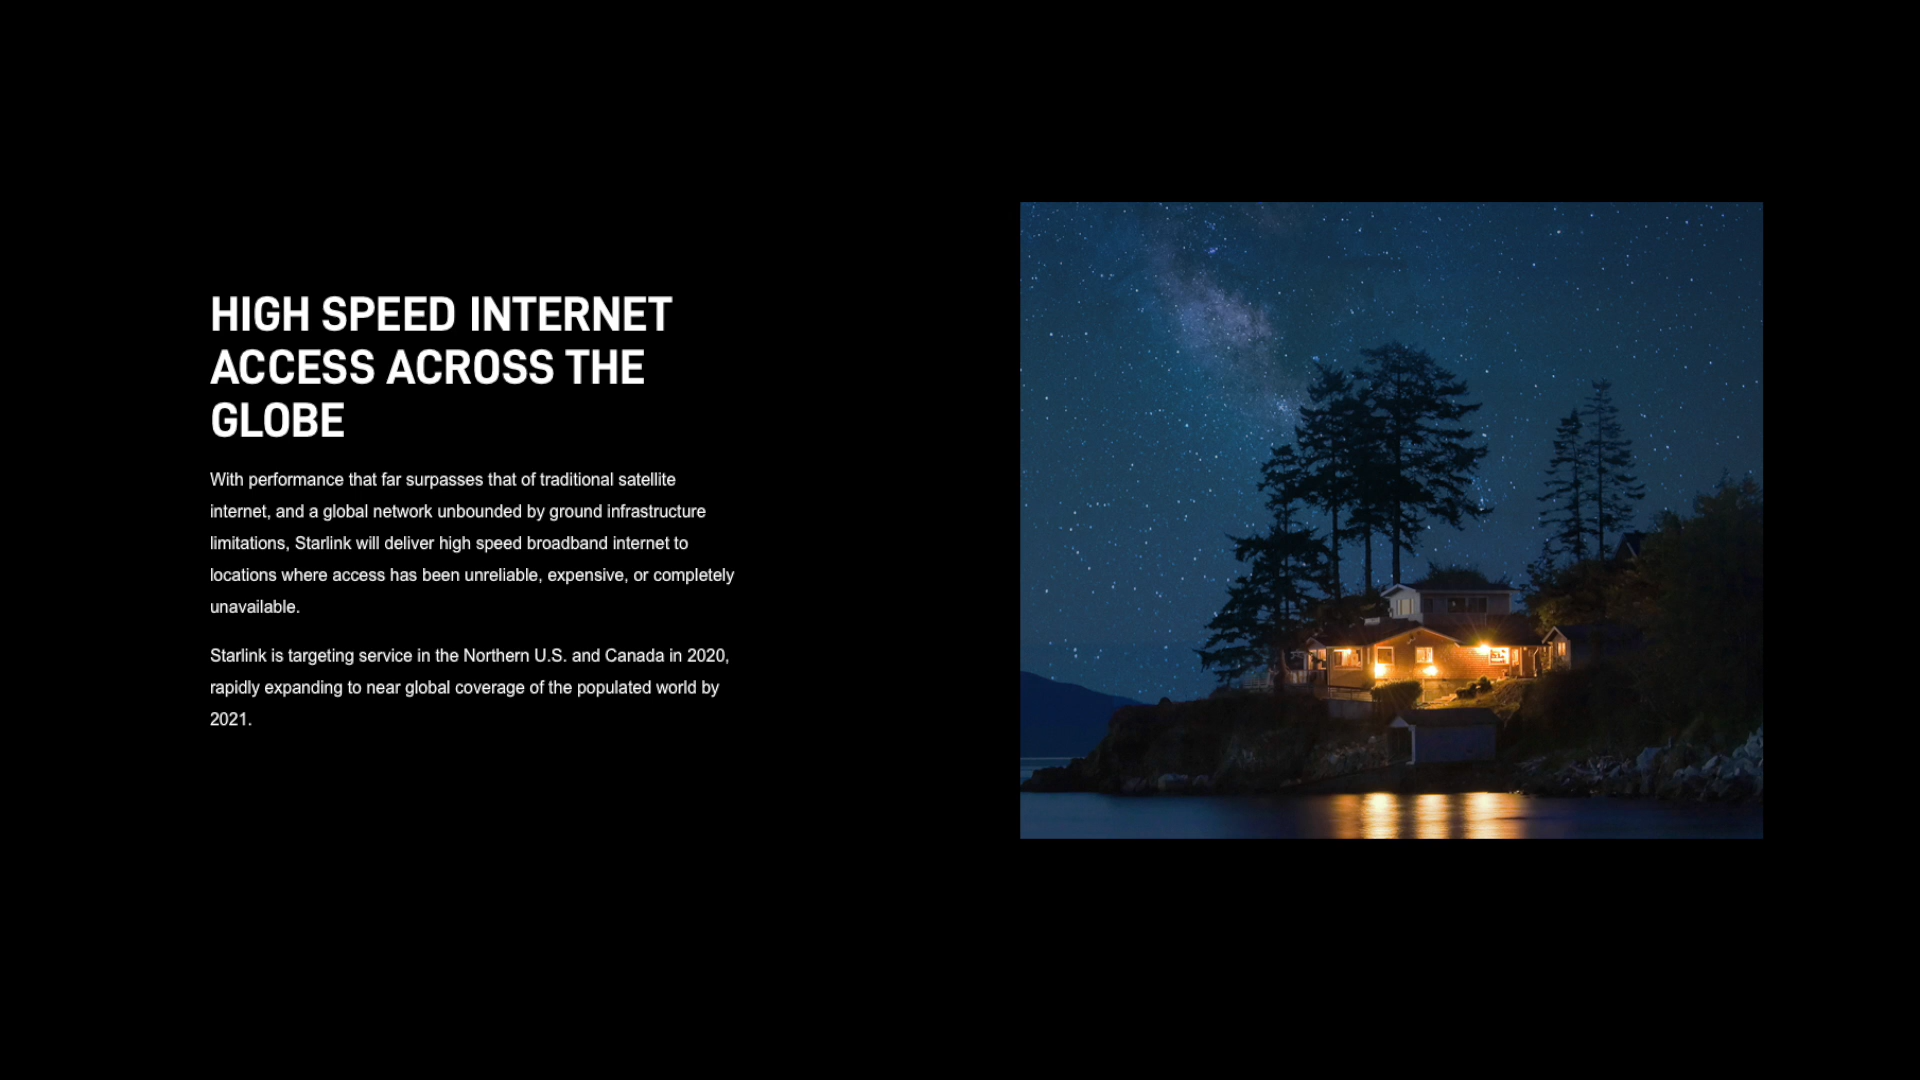 HIGH SPEED INTERNET
ACCESS ACROSS THE
GLOBE
With performance that far surpasses that of traditional satellite
internet, and a global network unbounded by ground infrastructure
limitations, Starlink will deliver high speed broadband internet to
locations where access has been unreliable, expensive, or completely
unavailable.
Starlink is targeting service in the Northern U.S. and Canada in 2020,
rapidly expanding to near global coverage of the populated world by
2021.